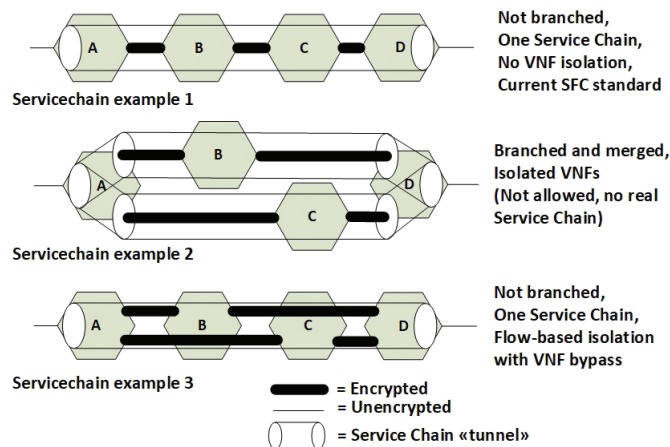 A
B
C
D
Not branched,
One Service Chain,
No VNF isolation,
Current SFC standard
Servicechain example 1
A
B
C
D
Branched and merged,
Isolated VNFs
(Not allowed, no real
Service Chain)
Servicechain example 2
A
B
C
D
Not branched,
One Service Chain,
Flow-based isolation
with VNF bypass
Servicechain example 3
= Encrypted
= Unencrypted
= Service Chain «tunnel»